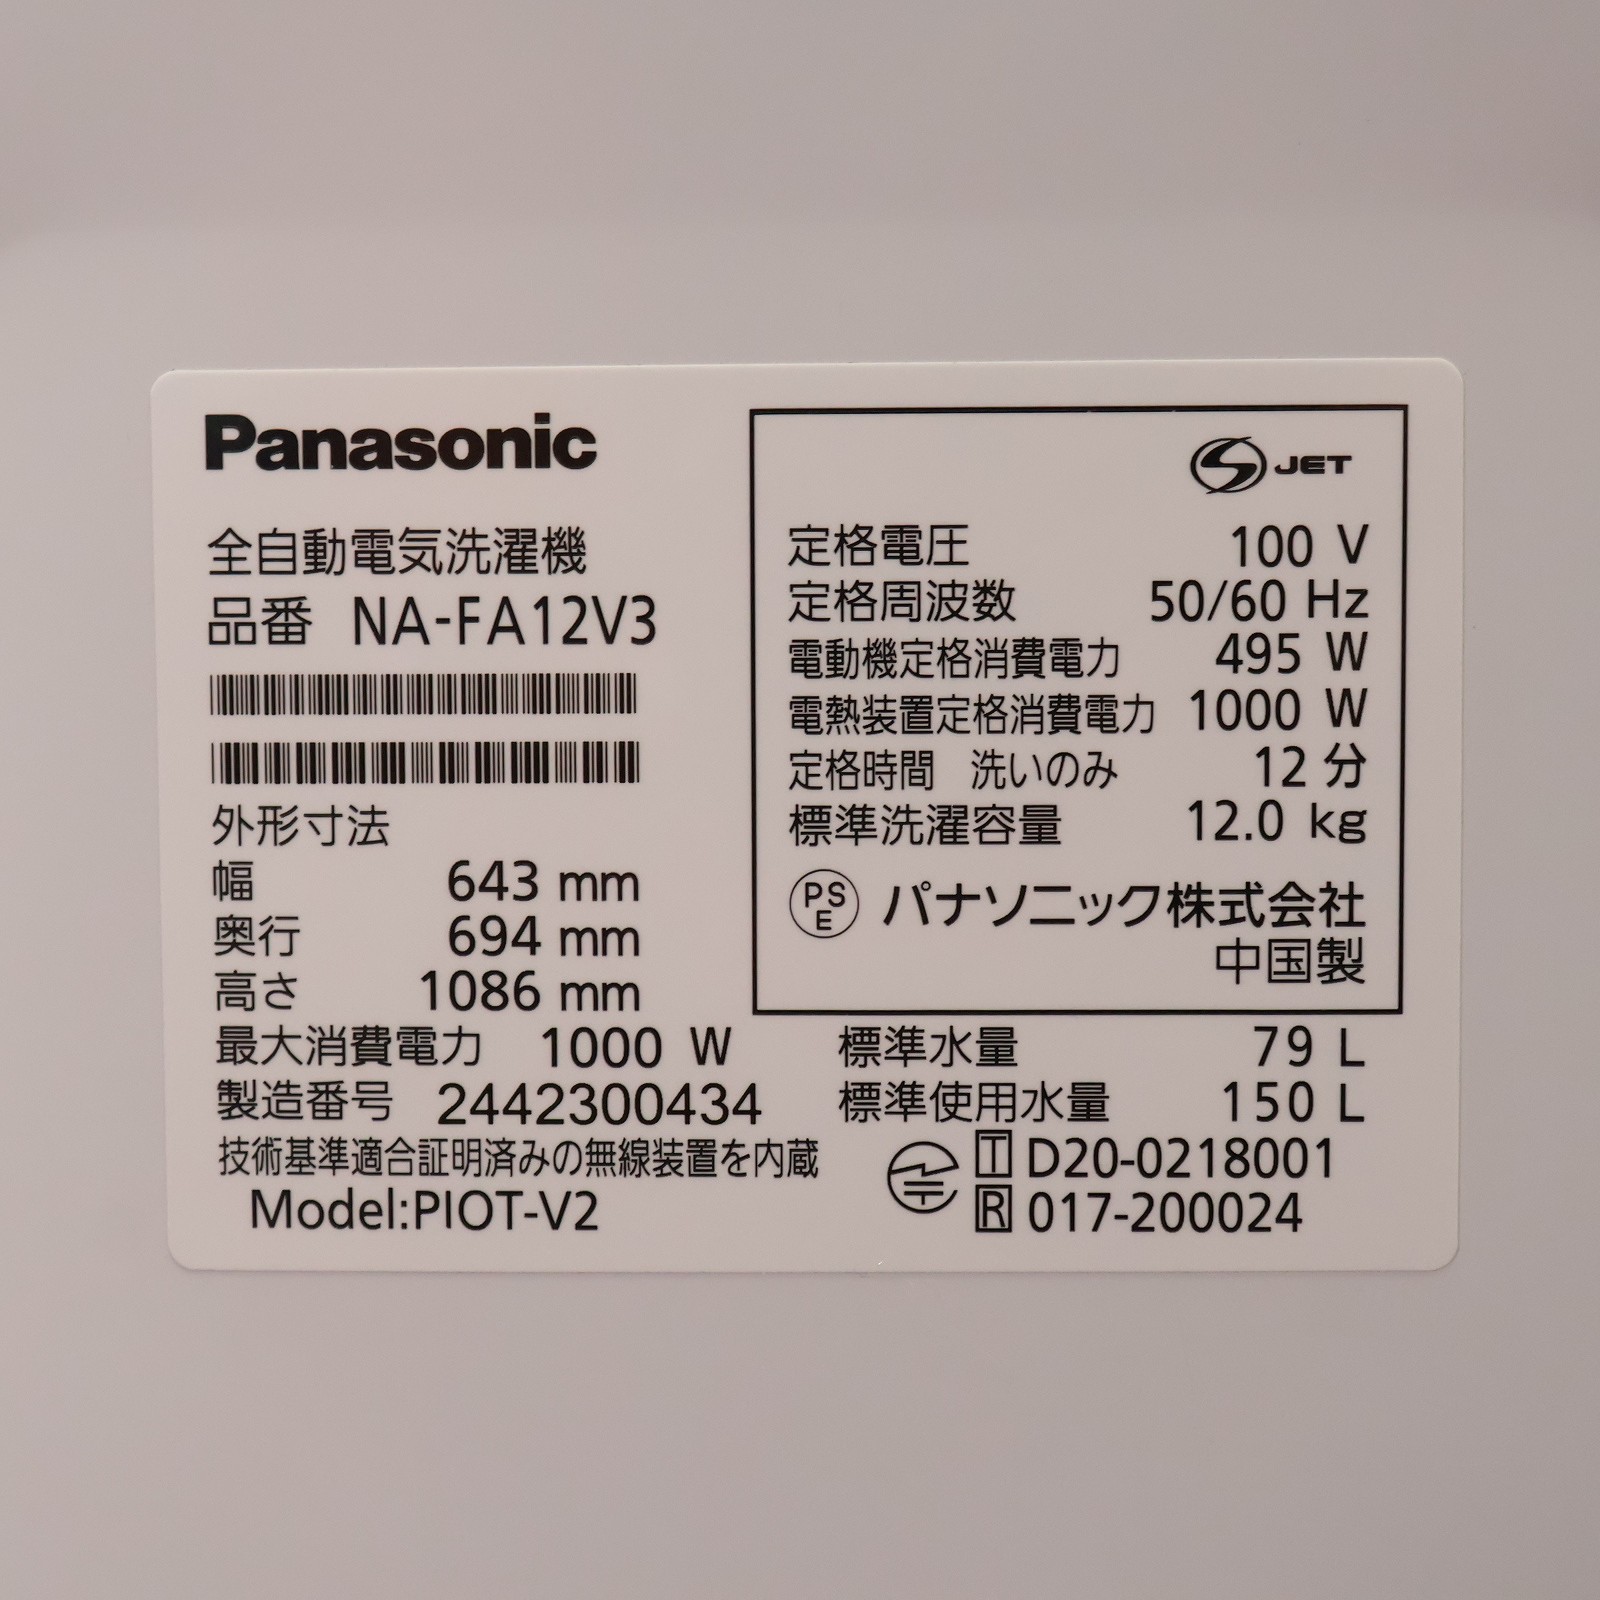 Panasonic
全自動電気洗濯機
品番 NA-FA12V3
外形寸法
幅 643 mm
奥行 694 mm
高さ 1086 mm
最大消費電力 1000 W
製造番号 2442300434
技術基準適合証明済みの無線装置を内蔵
Model:PIOT-V2
S JET
定格電圧 100 V
定格周波数 50/60 Hz
電動機定格消費電力 495 W
電熱装置定格消費電力 1000 W
定格時間 洗いのみ 12 分
標準洗濯容量 12.0 kg
PSE パナソニック株式会社
中国製
標準水量 79 L
標準使用水量 150 L
T D20-0218001
R 017-200024